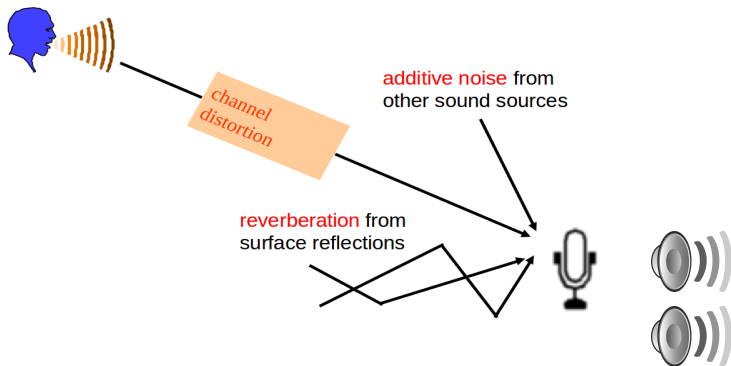 additive noise from
other sound sources
channel
distortion
reverberation from
surface reflections